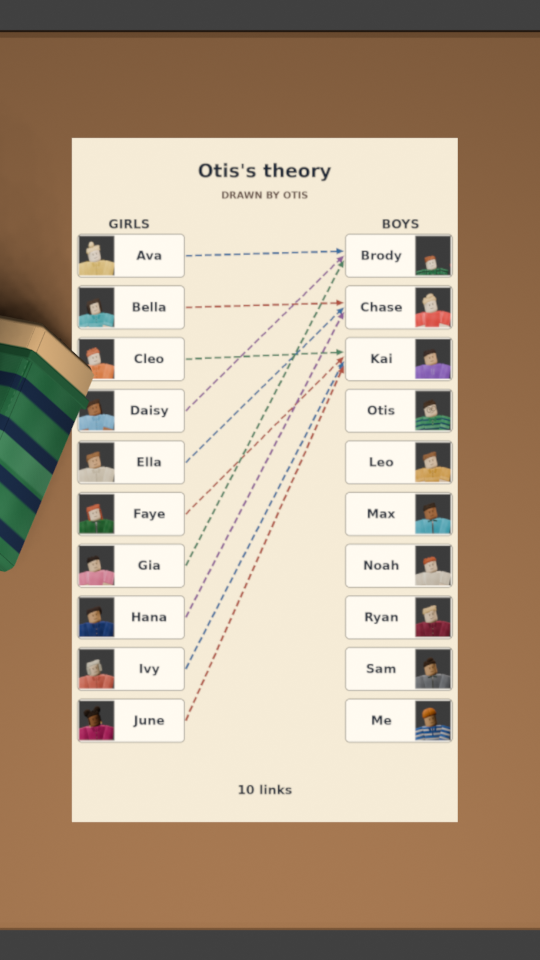 Otis's theory
DRAWN BY OTIS
GIRLS BOYS
Ava Brody
Bella Chase
Cleo Kai
Daisy Otis
Ella Leo
Faye Max
Gia Noah
Hana Ryan
Ivy Sam
June Me
10 links